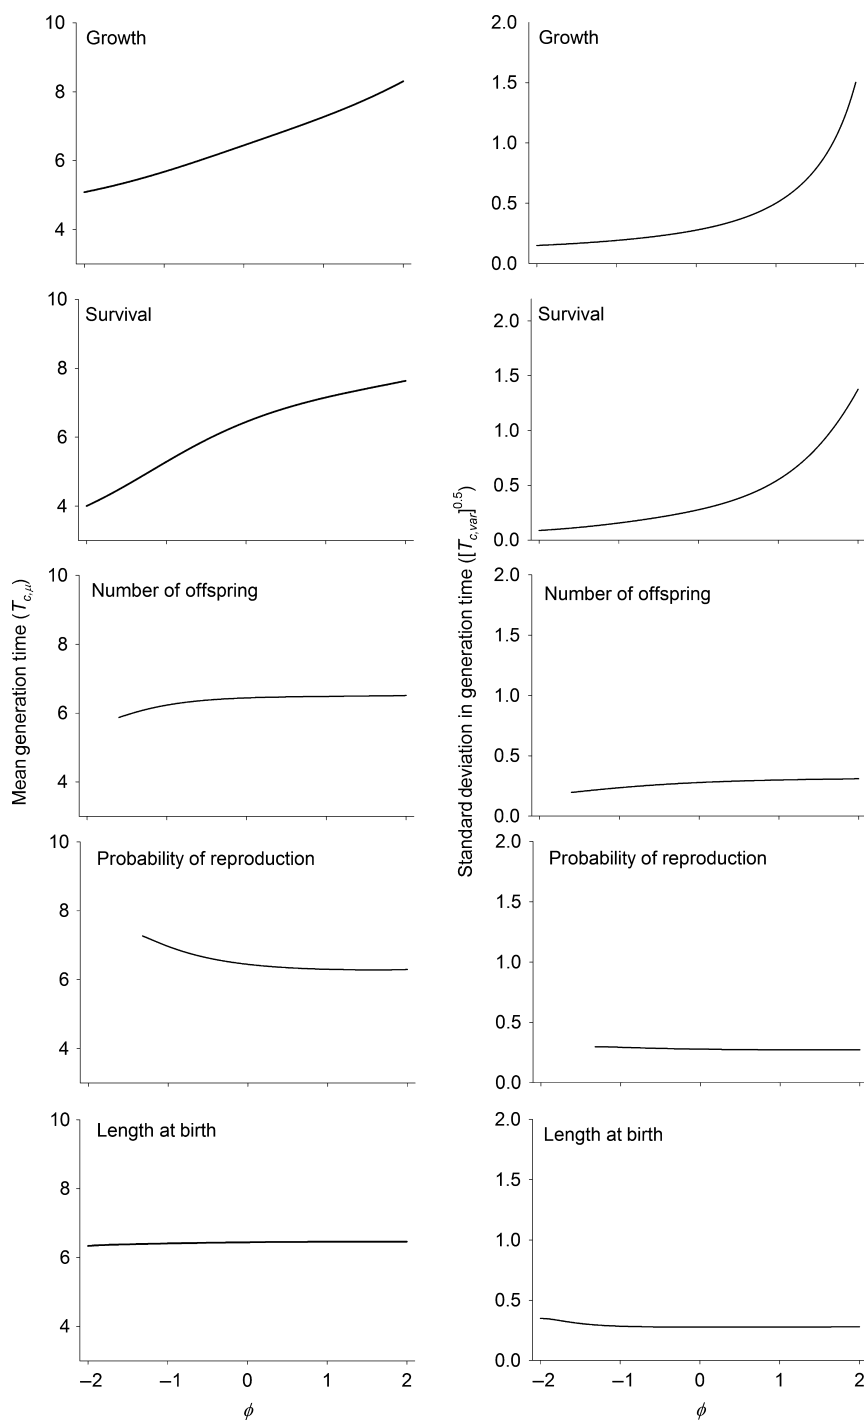 Growth
10
8
6
4
Growth
2.0
1.5
1.0
0.5
0.0
Survival
10
8
6
4
Survival
2.0
1.5
1.0
0.5
0.0
Number of offspring
10
8
6
4
Number of offspring
2.0
1.5
1.0
0.5
0.0
Probability of reproduction
10
8
6
4
Probability of reproduction
2.0
1.5
1.0
0.5
0.0
Length at birth
10
8
6
4
–2 –1 0 1 2
ϕ
Length at birth
2.0
1.5
1.0
0.5
0.0
–2 –1 0 1 2
ϕ
Mean generation time (Tc,μ)
Standard deviation in generation time ([Tc,var]0.5)